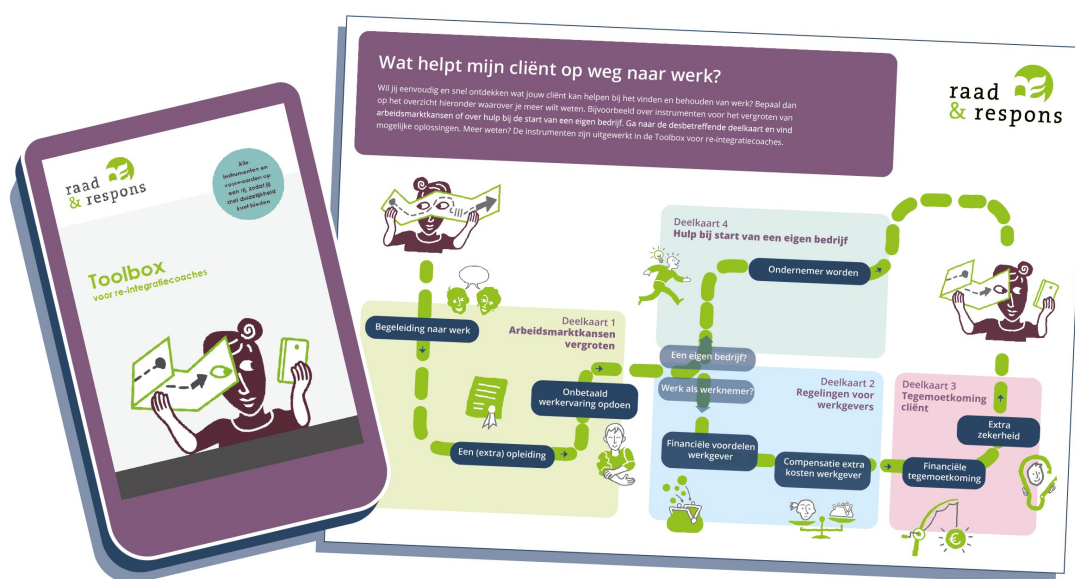 raad
& respons
Alle
instrumenten en
voorwaarden op
een rij, zodat jij
snel duidelijkheid
kunt bieden
Toolbox
voor re-integratiecoaches
Wat helpt mijn cliënt op weg naar werk?
Wil jij eenvoudig en snel ontdekken wat jouw cliënt kan helpen bij het vinden en behouden van werk? Bepaal dan
op het overzicht hieronder waarover je meer wilt weten. Bijvoorbeeld over instrumenten voor het vergroten van
arbeidsmarktkansen of over hulp bij de start van een eigen bedrijf. Ga naar de desbetreffende deelkaart en vind
mogelijke oplossingen. Meer weten? De instrumenten zijn uitgewerkt in de Toolbox voor re-integratiecoaches.
raad
& respons
Deelkaart 4
Hulp bij start van een eigen bedrijf
Ondernemer worden
Deelkaart 1
Arbeidsmarktkansen
vergroten
Begeleiding naar werk
Onbetaald
werkervaring opdoen
Een (extra) opleiding
Een eigen bedrijf?
Werk als werknemer?
Deelkaart 2
Regelingen voor
werkgevers
Financiële voordelen
werkgever
Compensatie extra
kosten werkgever
Deelkaart 3
Tegemoetkoming
cliënt
Extra
zekerheid
Financiële
tegemoetkoming
€